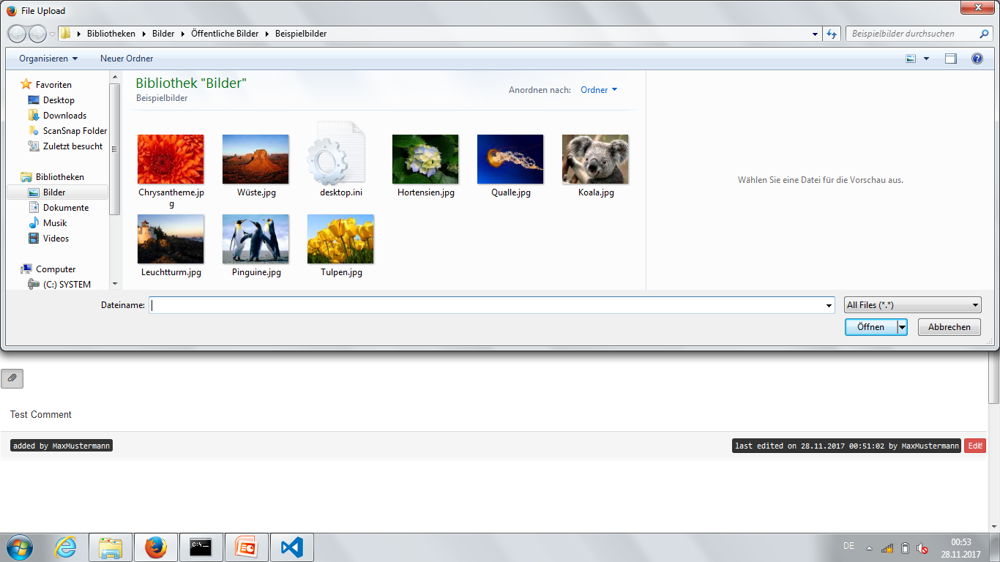 File Upload
Bibliotheken Bilder Öffentliche Bilder Beispielbilder
Beispielbilder durchsuchen
Organisieren Neuer Ordner
Favoriten
Desktop
Downloads
ScanSnap Folder
Zuletzt besucht
Bibliotheken
Bilder
Dokumente
Musik
Videos
Computer
(C:) SYSTEM
Bibliothek "Bilder"
Beispielbilder
Anordnen nach: Ordner
Chrysantheme.jp
g
Wüste.jpg
desktop.ini
Hortensien.jpg
Qualle.jpg
Koala.jpg
Leuchtturm.jpg
Pinguine.jpg
Tulpen.jpg
Wählen Sie eine Datei für die Vorschau aus.
Dateiname:
All Files (*.*)
Öffnen
Abbrechen
Test Comment
added by MaxMustermann
last edited on 28.11.2017 00:51:02 by MaxMustermann
Edit!
C:\_
DE
00:53
28.11.2017